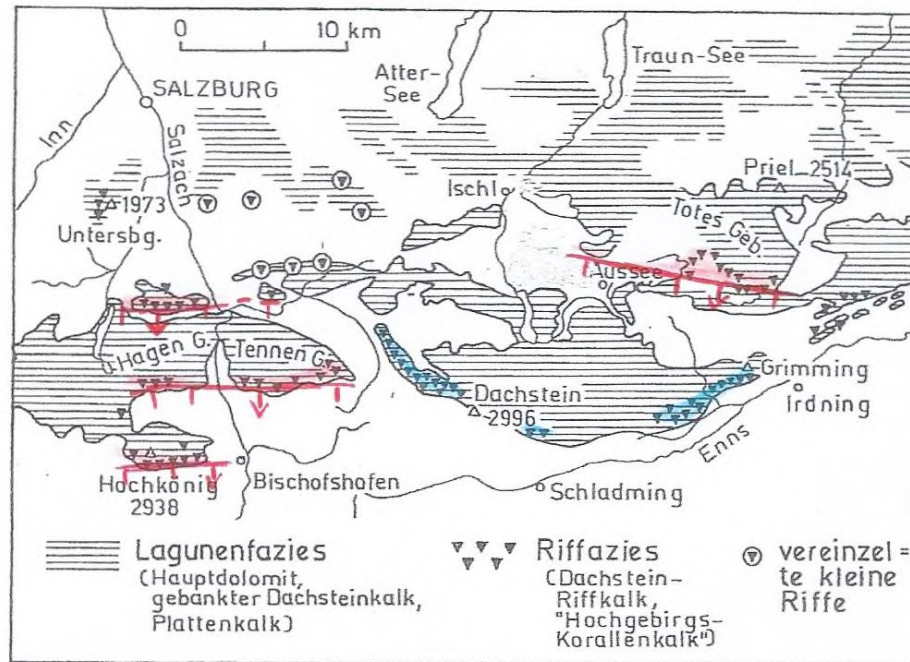 0 10 km
SALZBURG
Inn
Salzach
Atter-
See
Traun-See
Ischl
Priel 2514
Totes Geb.
1973
Untersbg.
Aussee
Hagen G.
Tennen G.
Dachstein
2996
Grimming
Irdning
Enns
Hochkönig
2938
Bischofshofen
Schladming
Lagunenfazies
(Hauptdolomit,
gebankter Dachsteinkalk,
Plattenkalk)
Riffazies
(Dachstein-
Riffkalk,
"Hochgebirgs-
Korallenkalk")
vereinzel=
te kleine
Riffe